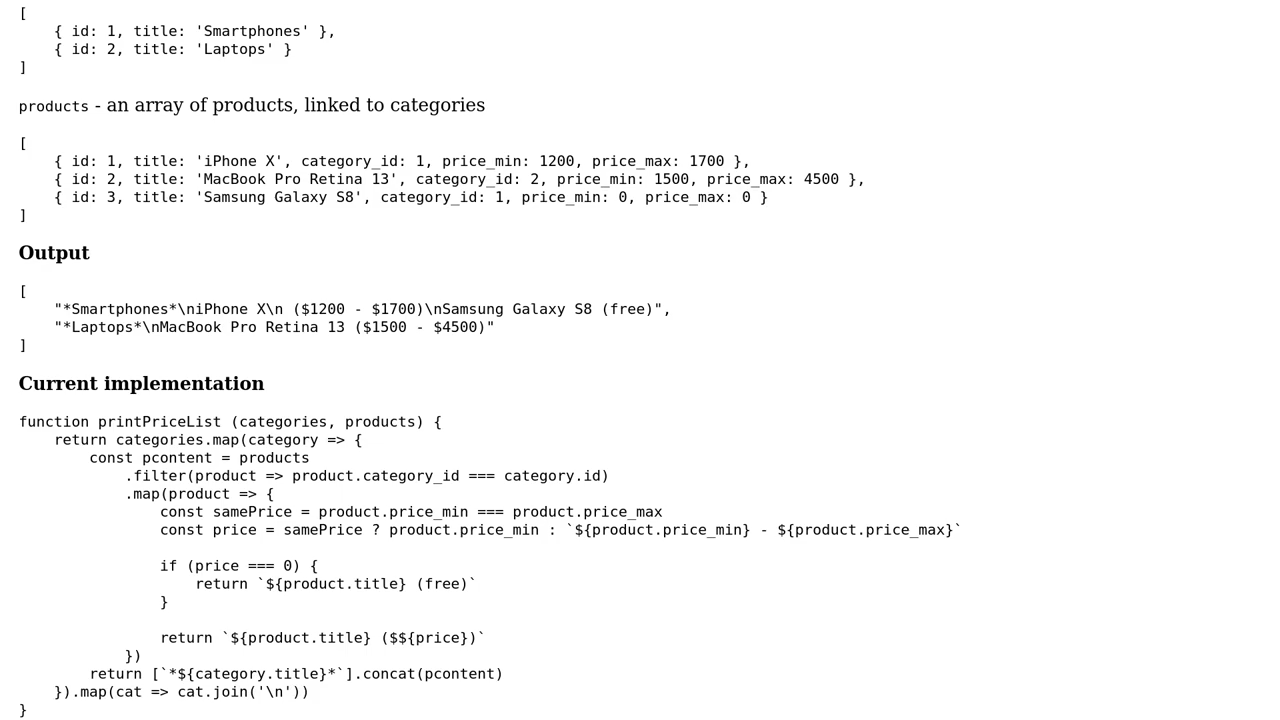 [
    { id: 1, title: 'Smartphones' },
    { id: 2, title: 'Laptops' }
]
products - an array of products, linked to categories
[
    { id: 1, title: 'iPhone X', category_id: 1, price_min: 1200, price_max: 1700 },
    { id: 2, title: 'MacBook Pro Retina 13', category_id: 2, price_min: 1500, price_max: 4500 },
    { id: 3, title: 'Samsung Galaxy S8', category_id: 1, price_min: 0, price_max: 0 }
]
Output
[
    "*Smartphones*\niPhone X\n ($1200 - $1700)\nSamsung Galaxy S8 (free)",
    "*Laptops*\nMacBook Pro Retina 13 ($1500 - $4500)"
]
Current implementation
function printPriceList (categories, products) {
    return categories.map(category => {
        const pcontent = products
            .filter(product => product.category_id === category.id)
            .map(product => {
                const samePrice = product.price_min === product.price_max
                const price = samePrice ? product.price_min : `${product.price_min} - ${product.price_max}`
                if (price === 0) {
                    return `${product.title} (free)`
                }
                return `${product.title} ($${price})`
            })
        return [`*${category.title}*`].concat(pcontent)
    }).map(cat => cat.join('\n'))
}